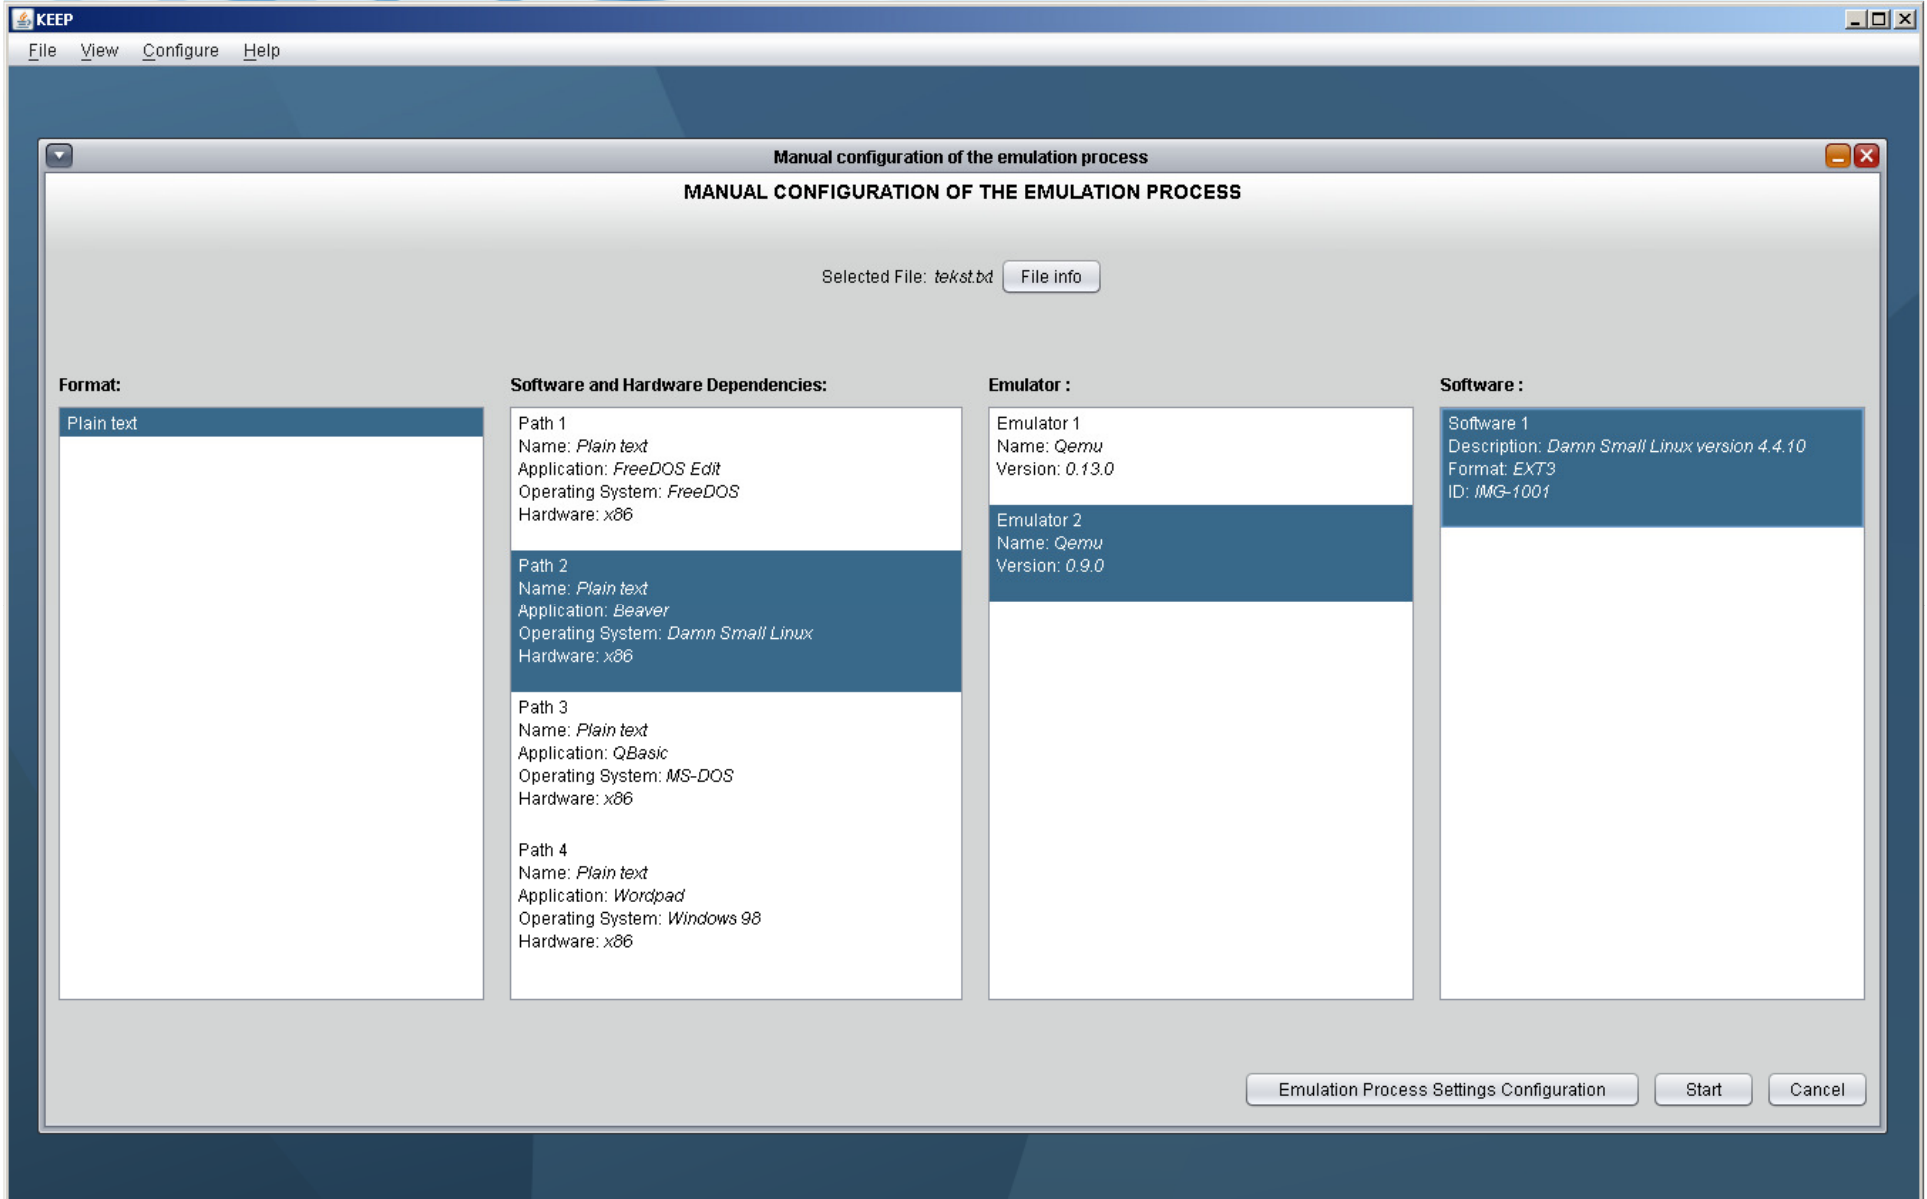 KEEP
File View Configure Help
Manual configuration of the emulation process
MANUAL CONFIGURATION OF THE EMULATION PROCESS
Selected File: tekst.txt File info
Format:
Plain text
Software and Hardware Dependencies:
Path 1
Name: Plain text
Application: FreeDOS Edit
Operating System: FreeDOS
Hardware: x86
Path 2
Name: Plain text
Application: Beaver
Operating System: Damn Small Linux
Hardware: x86
Path 3
Name: Plain text
Application: QBasic
Operating System: MS-DOS
Hardware: x86
Path 4
Name: Plain text
Application: Wordpad
Operating System: Windows 98
Hardware: x86
Emulator :
Emulator 1
Name: Qemu
Version: 0.13.0
Emulator 2
Name: Qemu
Version: 0.9.0
Software :
Software 1
Description: Damn Small Linux version 4.4.10
Format: EXT3
ID: IMG-1001
Emulation Process Settings Configuration Start Cancel